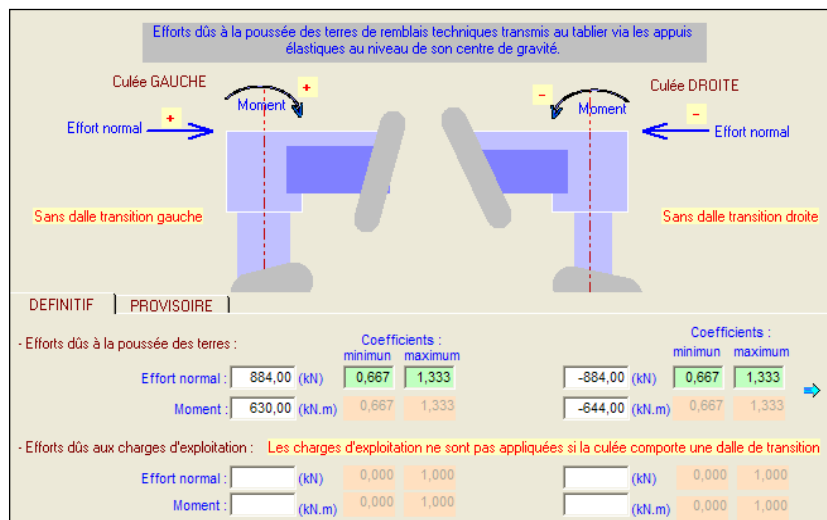 Efforts dûs à la poussée des terres de remblais techniques transmis au tablier via les appuis
élastiques au niveau de son centre de gravité.
Culée GAUCHE
+
Moment
+
Effort normal
Culée DROITE
-
Moment
-
Effort normal
Sans dalle transition gauche
Sans dalle transition droite
DEFINITIF
PROVISOIRE
- Efforts dûs à la poussée des terres :
Coefficients :
minimun maximum
Coefficients :
minimun maximum
Effort normal : 884,00 (kN) 0,667 1,333 -884,00 (kN) 0,667 1,333
Moment : 630,00 (kN.m) 0,667 1,333 -644,00 (kN.m) 0,667 1,333
- Efforts dûs aux charges d'exploitation : Les charges d'exploitation ne sont pas appliquées si la culée comporte une dalle de transition
Effort normal : (kN) 0,000 1,000 (kN) 0,000 1,000
Moment : (kN.m) 0,000 1,000 (kN.m) 0,000 1,000